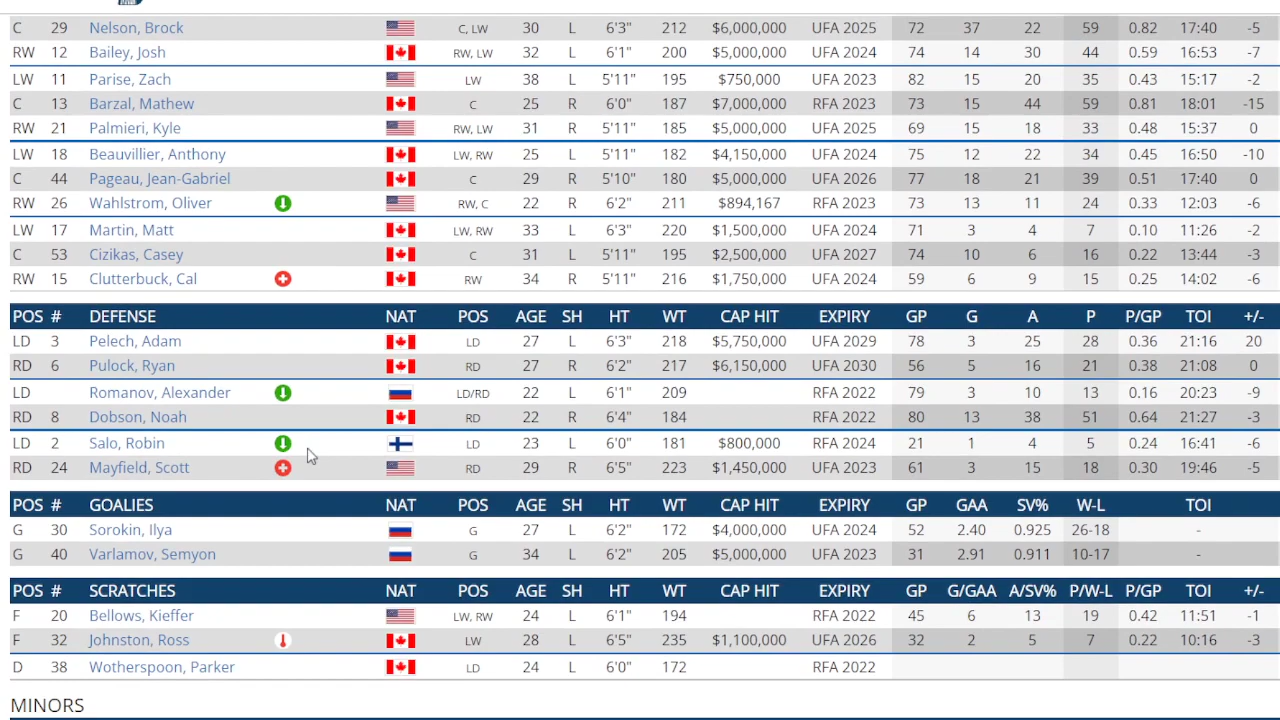 C 29 Nelson, Brock C, LW 30 L 6'3" 212 $6,000,000 UFA 2025 72 37 22 0.82 17:40 -5
RW 12 Bailey, Josh RW, LW 32 L 6'1" 200 $5,000,000 UFA 2024 74 14 30 0.59 16:53 -7
LW 11 Parise, Zach LW 38 L 5'11" 195 $750,000 UFA 2023 82 15 20 0.43 15:17 -2
C 13 Barzal, Mathew C 25 R 6'0" 187 $7,000,000 RFA 2023 73 15 44 0.81 18:01 -15
RW 21 Palmieri, Kyle RW, LW 31 R 5'11" 185 $5,000,000 UFA 2025 69 15 18 0.48 15:37 0
LW 18 Beauvillier, Anthony LW, RW 25 L 5'11" 182 $4,150,000 UFA 2024 75 12 22 34 0.45 16:50 -10
C 44 Pageau, Jean-Gabriel C 29 R 5'10" 180 $5,000,000 UFA 2026 77 18 21 0.51 17:40 0
RW 26 Wahlstrom, Oliver RW, C 22 R 6'2" 211 $894,167 RFA 2023 73 13 11 0.33 12:03 -6
LW 17 Martin, Matt LW, RW 33 L 6'3" 220 $1,500,000 UFA 2024 71 3 4 7 0.10 11:26 -2
C 53 Cizikas, Casey C 31 L 5'11" 195 $2,500,000 UFA 2027 74 10 6 0.22 13:44 -3
RW 15 Clutterbuck, Cal RW 34 R 5'11" 216 $1,750,000 UFA 2024 59 6 9 0.25 14:02 -6
POS # DEFENSE NAT POS AGE SH HT WT CAP HIT EXPIRY GP G A P P/GP TOI +/-
LD 3 Pelech, Adam LD 27 L 6'3" 218 $5,750,000 UFA 2029 78 3 25 28 0.36 21:16 20
RD 6 Pulock, Ryan RD 27 R 6'2" 217 $6,150,000 UFA 2030 56 5 16 21 0.38 21:08 0
LD Romanov, Alexander LD/RD 22 L 6'1" 209 RFA 2022 79 3 10 13 0.16 20:23 -9
RD 8 Dobson, Noah RD 22 R 6'4" 184 RFA 2022 80 13 38 0.64 21:27 -3
LD 2 Salo, Robin LD 23 L 6'0" 181 $800,000 RFA 2024 21 1 4 5 0.24 15:41 -6
RD 24 Mayfield, Scott RD 29 R 6'5" 220 $1,450,000 UFA 2023 61 3 15 0.30 19:46 -5
POS # GOALIES NAT POS AGE SH HT WT CAP HIT EXPIRY GP GAA SV% W-L TOI
G 30 Sorokin, Ilya G 27 L 6'2" $4,000,000 UFA 2024 52 2.40 0.925 -
G 40 Varlamov, Semyon G 34 L 6'2" 205 $5,000,000 UFA 2023 31 2.91 0.911 10-17 -
POS # SCRATCHES NAT POS AGE SH HT WT CAP HIT EXPIRY GP G/GAA A/SV% P/W-L P/GP TOI +/-
F 20 Bellows, Kieffer LW, RW 24 L 6'1" 194 RFA 2022 45 6 13 0.42 11:51 -1
F 32 Johnston, Ross LW 28 L 6'5" 235 $1,100,000 UFA 2026 32 2 5 7 0.22 10:16 -3
D 38 Wotherspoon, Parker LD 24 L 6'0" 172 RFA 2022
MINORS